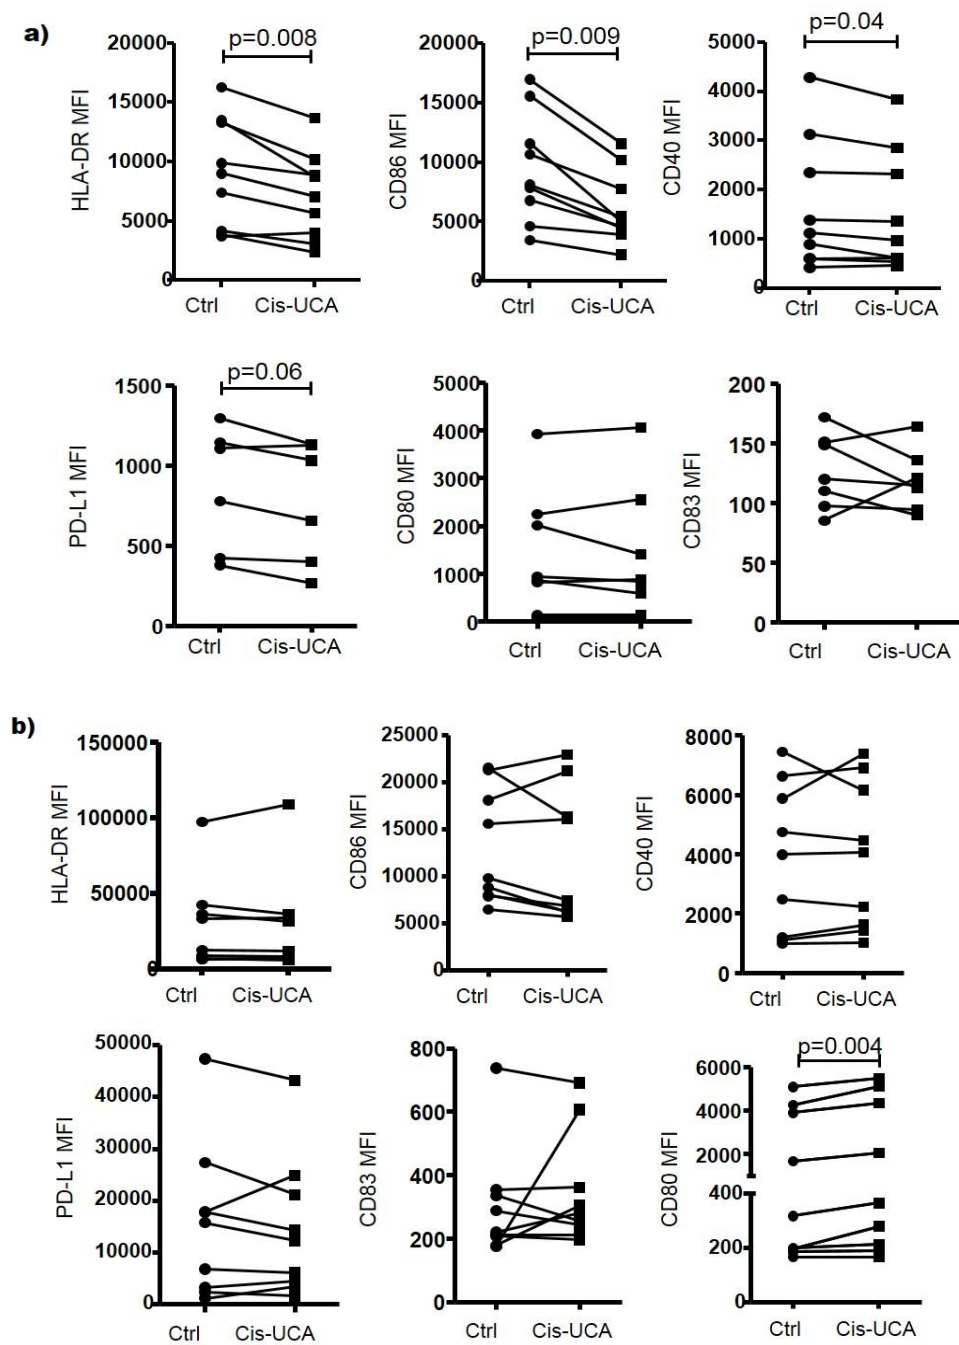 a)
p=0.008
20000
15000
10000
5000
0
HLA-DR MFI
Ctrl Cis-UCA
p=0.009
20000
15000
10000
5000
0
CD86 MFI
Ctrl Cis-UCA
p=0.04
5000
4000
3000
2000
1000
0
CD40 MFI
Ctrl Cis-UCA
p=0.06
1500
1000
500
0
PD-L1 MFI
Ctrl Cis-UCA
5000
4000
3000
2000
1000
0
CD80 MFI
Ctrl Cis-UCA
200
150
100
50
0
CD83 MFI
Ctrl Cis-UCA
b)
150000
100000
50000
0
HLA-DR MFI
Ctrl Cis-UCA
25000
20000
15000
10000
5000
0
CD86 MFI
Ctrl Cis-UCA
8000
6000
4000
2000
0
CD40 MFI
Ctrl Cis-UCA
50000
40000
30000
20000
10000
0
PD-L1 MFI
Ctrl Cis-UCA
800
600
400
200
0
CD83 MFI
Ctrl Cis-UCA
p=0.004
6000
4000
2000
400
200
0
CD80 MFI
Ctrl Cis-UCA